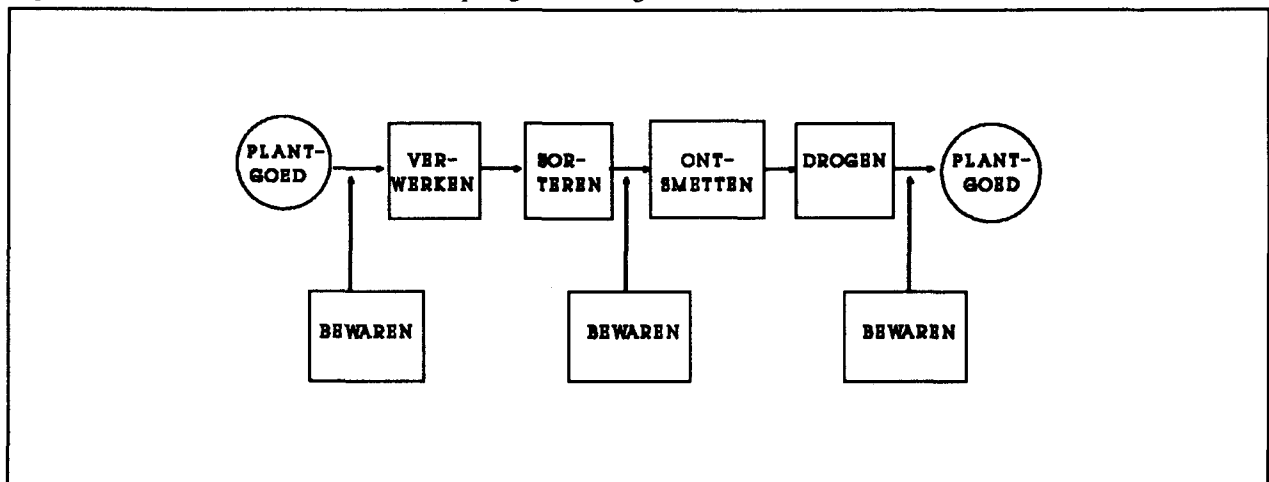 PLANT-
GOED
VER-
WERKEN
SOR-
TEREN
ONT-
SMETTEN
DROGEN
PLANT-
GOED
BEWAREN
BEWAREN
BEWAREN